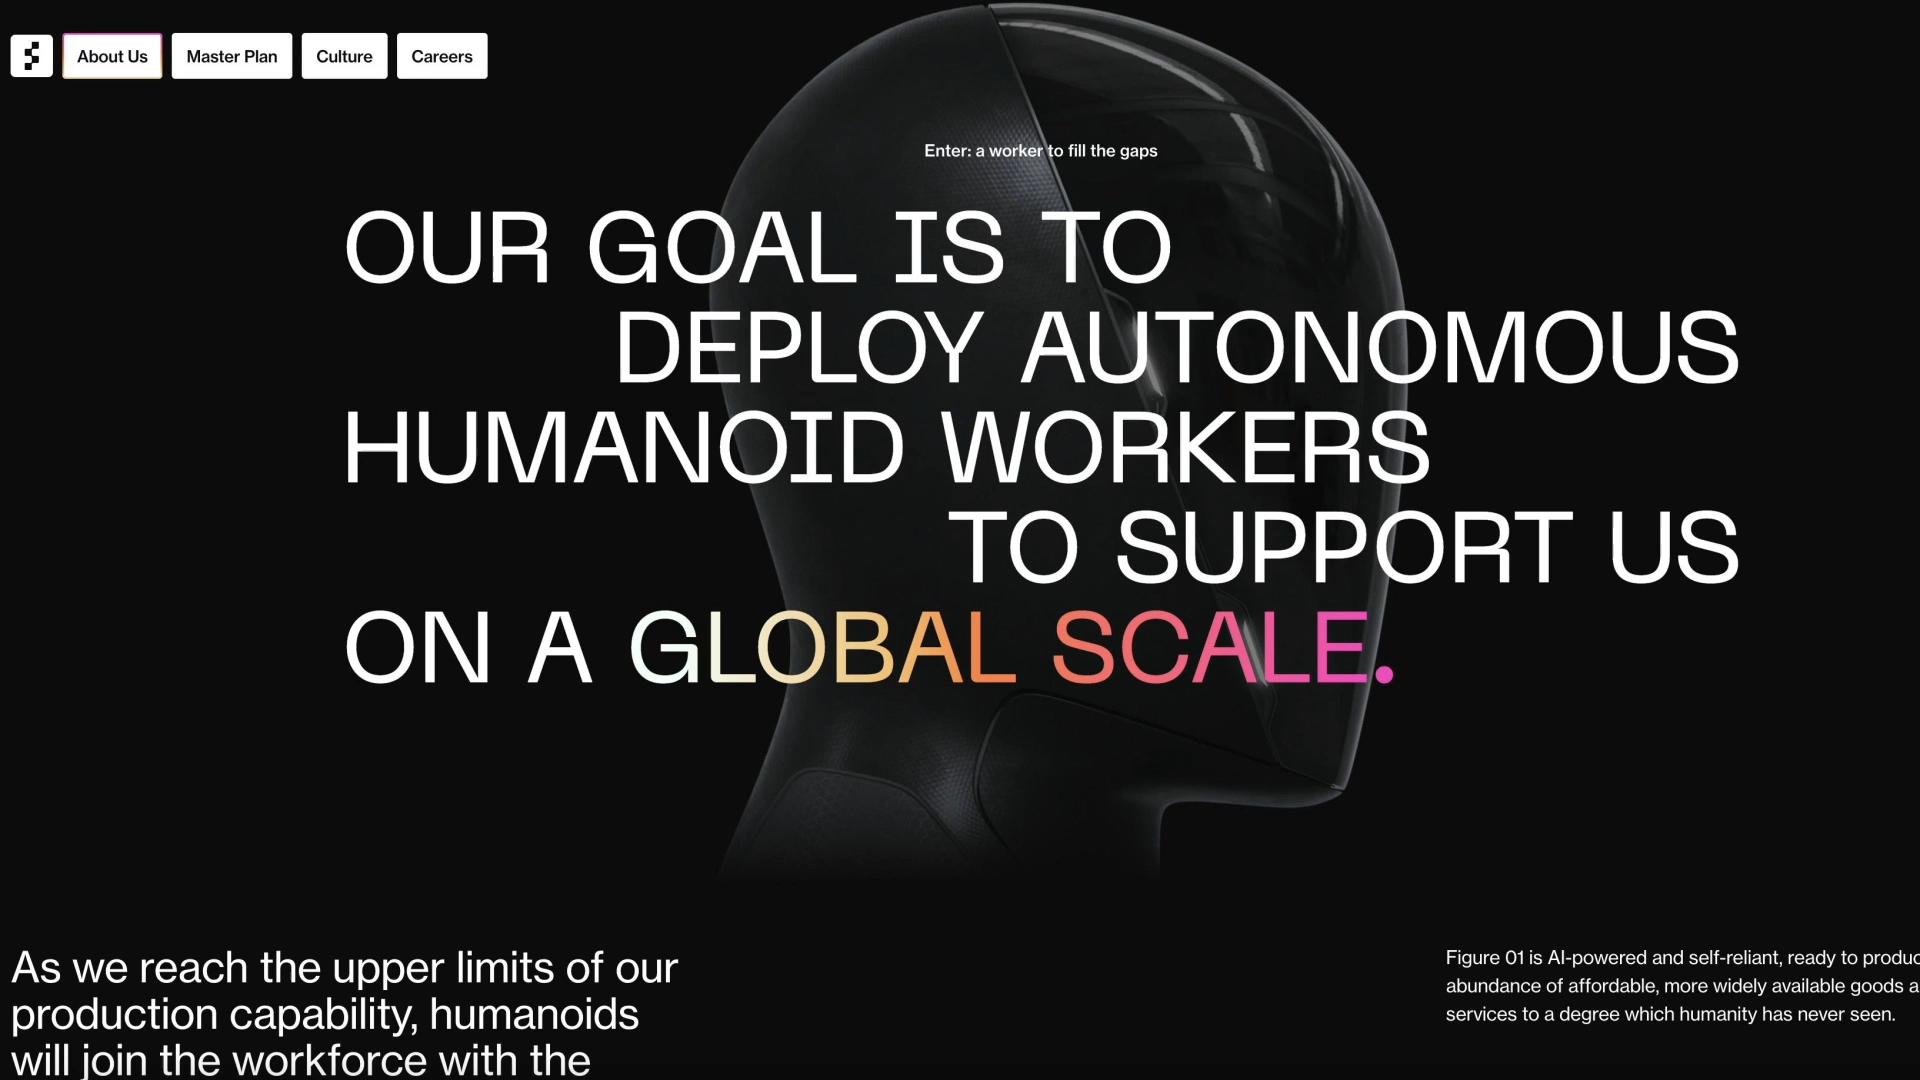 About Us
Master Plan
Culture
Careers
Enter: a worker to fill the gaps
OUR GOAL IS TO
DEPLOY AUTONOMOUS
HUMANOID WORKERS
TO SUPPORT US
ON A GLOBAL SCALE.
As we reach the upper limits of our
production capability, humanoids
will join the workforce with the
Figure 01 is AI-powered and self-reliant, ready to produc
abundance of affordable, more widely available goods a
services to a degree which humanity has never seen.